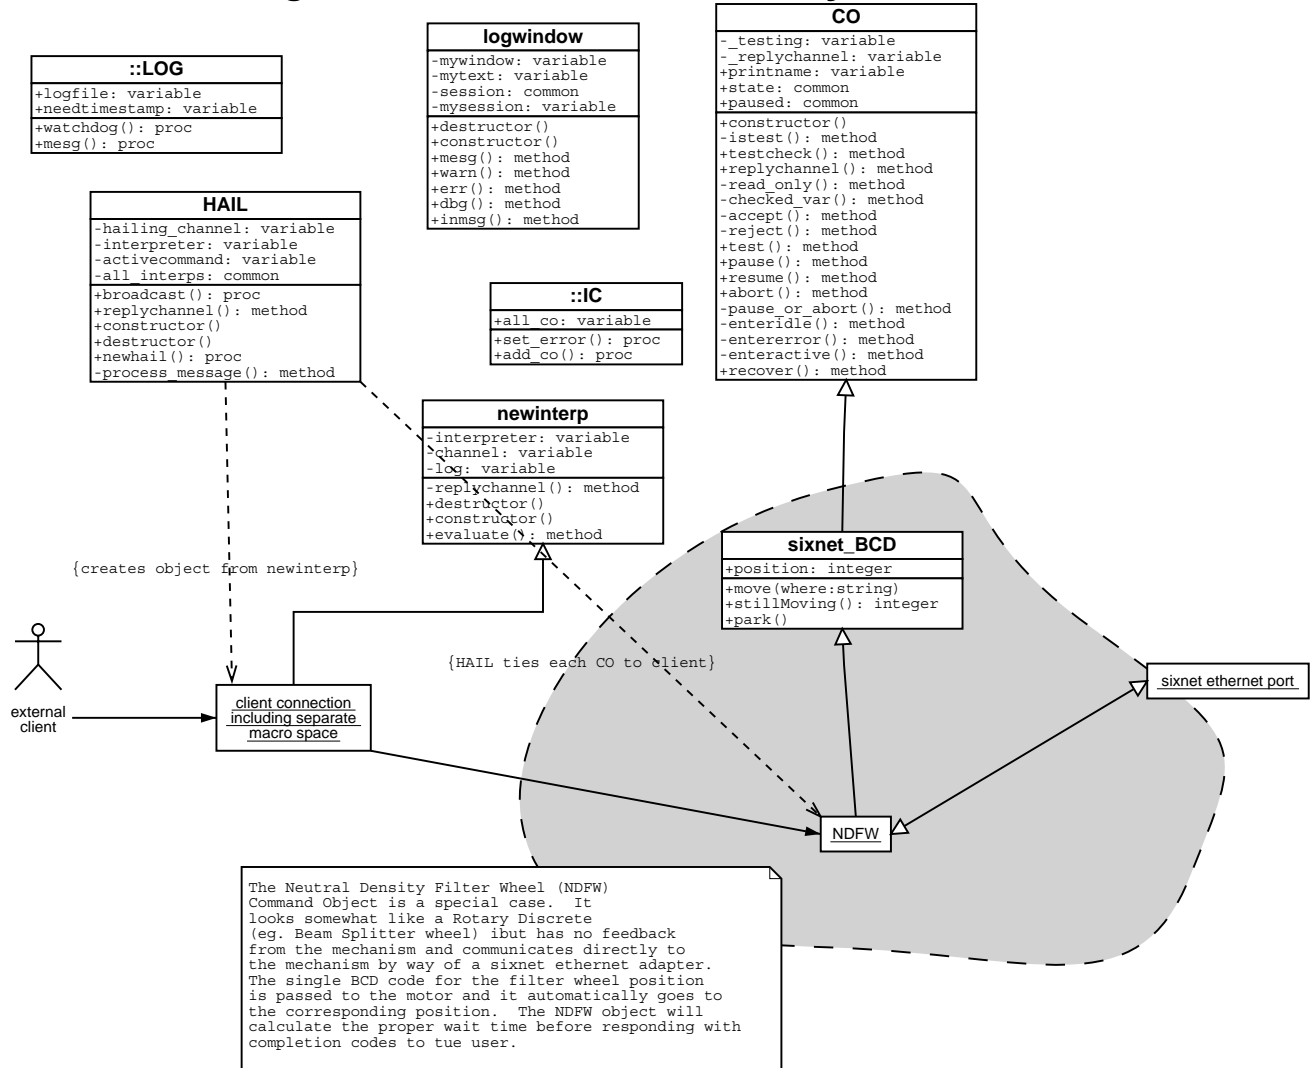 CO
-_testing: variable
-_replychannel: variable
+printname: variable
+state: common
+paused: common
+constructor()
-istest(): method
+testcheck(): method
+replychannel(): method
-read_only(): method
-checked_var(): method
-accept(): method
-reject(): method
+test(): method
+pause(): method
+resume(): method
+abort(): method
-pause_or_abort(): method
-enteridle(): method
-entererror(): method
-enteractive(): method
+recover(): method
logwindow
-mywindow: variable
-mytext: variable
-session: common
-mysession: variable
+destructor()
+constructor()
+mesg(): method
+warn(): method
+err(): method
+dbg(): method
+inmsg(): method
::LOG
+logfile: variable
+needtimestamp: variable
+watchdog(): proc
+mesg(): proc
HAIL
-hailing_channel: variable
-interpreter: variable
-activecommand: variable
-all_interps: common
+broadcast(): proc
+replychannel(): method
+constructor()
+destructor()
+newhail(): proc
-process_message(): method
::IC
+all_co: variable
+set_error(): proc
+add_co(): proc
newinterp
-interpreter: variable
-channel: variable
-log: variable
-replychannel(): method
+destructor()
+constructor()
+evaluate(): method
sixnet_BCD
+position: integer
+move(where:string)
+stillMoving(): integer
+park()
{creates object from newinterp}
{HAIL ties each CO to client}
external
client
client connection
including separate
macro space
sixnet ethernet port
NDFW
The Neutral Density Filter Wheel (NDFW)
Command Object is a special case.  It
looks somewhat like a Rotary Discrete
(eg. Beam Splitter wheel) ibut has no feedback
from the mechanism and communicates directly to
the mechanism by way of a sixnet ethernet adapter.
The single BCD code for the filter wheel position
is passed to the motor and it automatically goes to
the corresponding position.  The NDFW object will
calculate the proper wait time before responding with
completion codes to tue user.